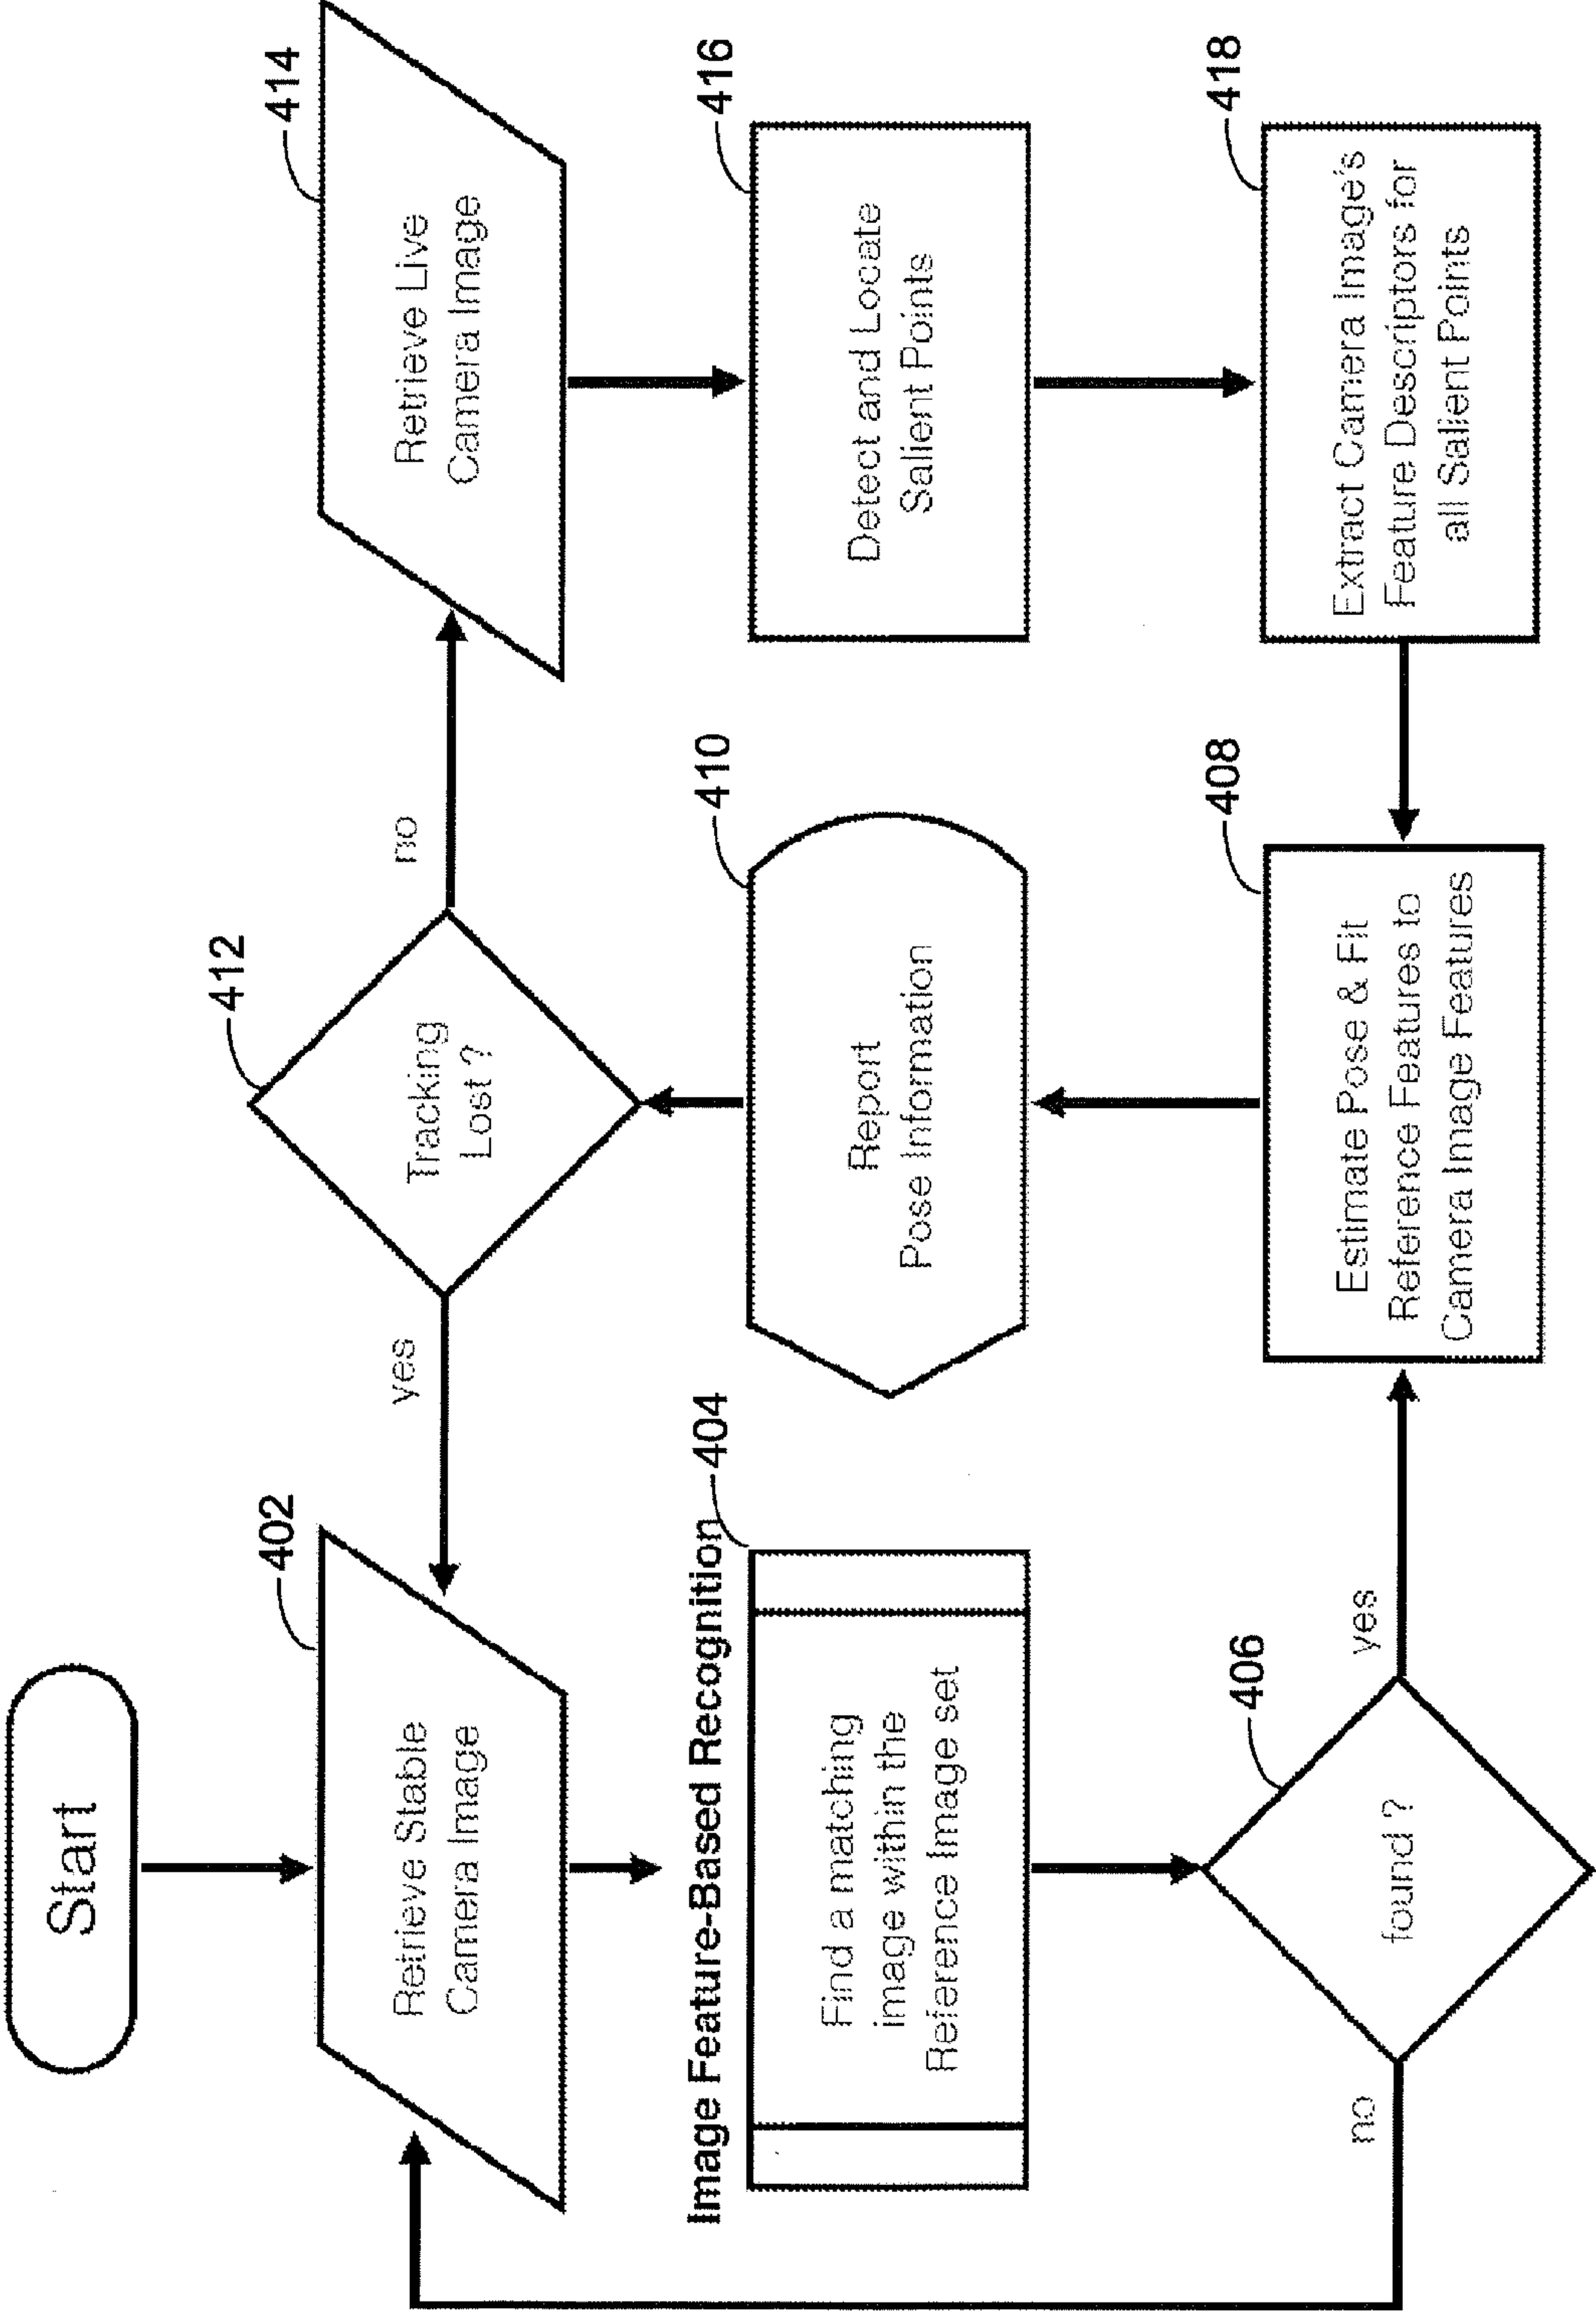 Start
402
Retrieve Stable
Camera Image
Image Feature-Based Recognition
404
Find a matching
image within the
Reference Image set
406
found ?
no
yes
408
Estimate Pose & Fit
Reference Features to
Camera Image Features
410
Report
Pose Information
412
Tracking
Lost ?
yes
no
414
Retrieve Live
Camera Image
416
Detect and Locate
Salient Points
418
Extract Camera Image's
Feature Descriptors for
all Salient Points